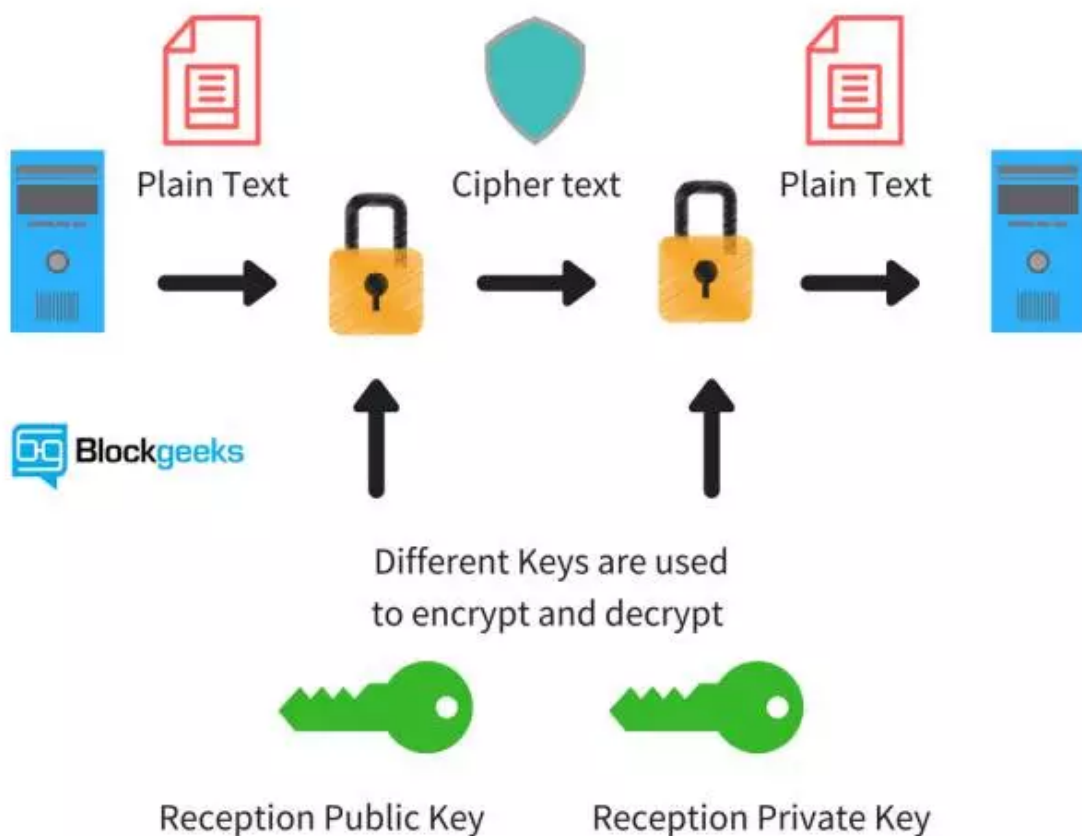 Plain Text
Cipher text
Plain Text
Blockgeeks
Different Keys are used
to encrypt and decrypt
Reception Public Key
Reception Private Key